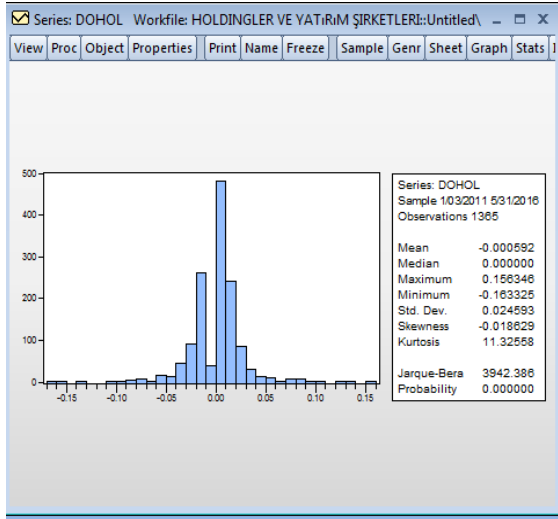 Series: DOHOL Workfile: HOLDINGLER VE YATıRıM ŞIRKETLERI::Untitled\
View Proc Object Properties Print Name Freeze Sample Genr Sheet Graph Stats
500
400
300
200
100
0
-0.15 -0.10 -0.05 0.00 0.05 0.10 0.15
Series: DOHOL
Sample 1/03/2011 5/31/2016
Observations 1365
Mean -0.000592
Median 0.000000
Maximum 0.156346
Minimum -0.163325
Std. Dev. 0.024593
Skewness -0.018629
Kurtosis 11.32558
Jarque-Bera 3942.386
Probability 0.000000